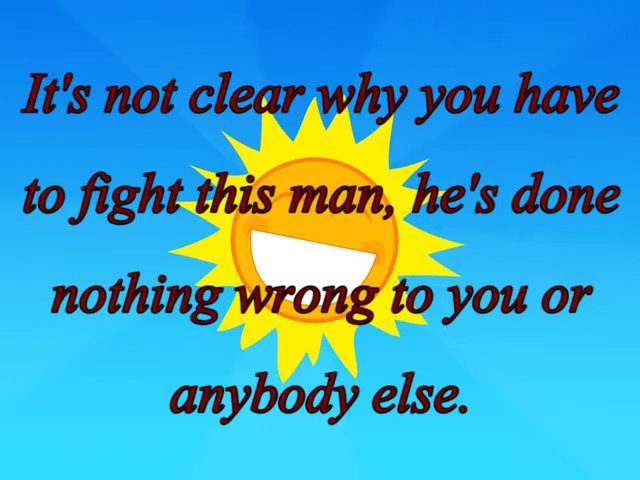 It's not clear why you have
to fight this man, he's done
nothing wrong to you or
anybody else.